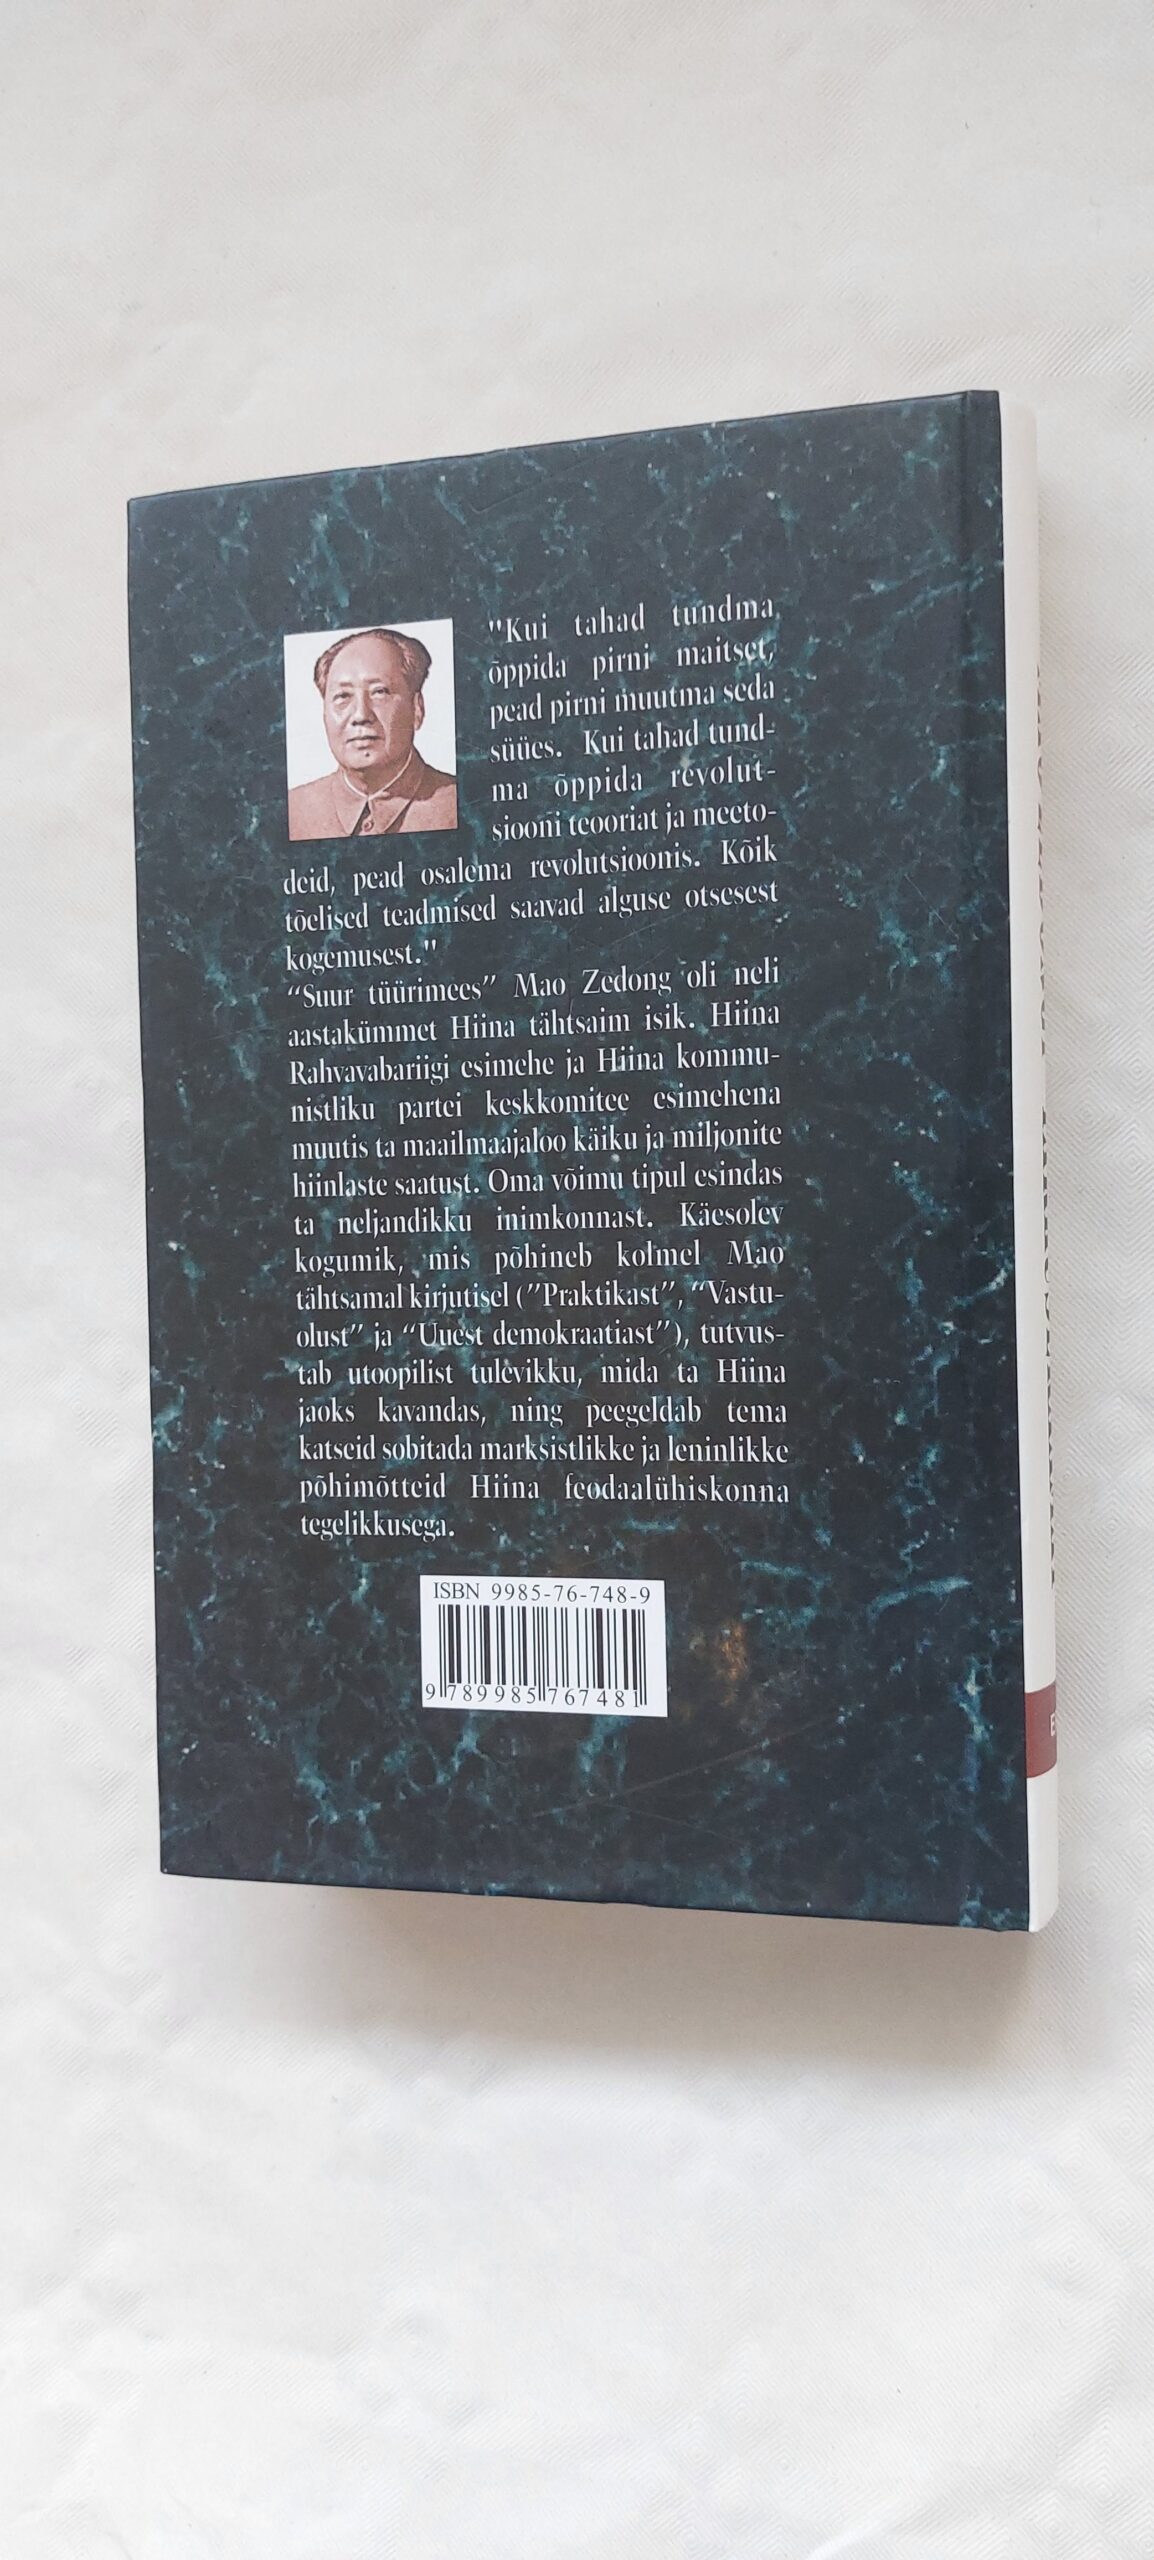 "Kui tahad tundma
õppida pirni maitset,
pead pirni muutma seda
süües. Kui tahad tund-
ma õppida revolut-
siooni teooriat ja meeto-
deid, pead osalema revolutsioonis. Kõik
tõelised teadmised saavad alguse otsesest
kogemusest."
“Suur tüürimees” Mao Zedong oli neli
aastakümmet Hiina tähtsaim isik. Hiina
Rahvavabariigi esimehe ja Hiina kommu-
nistliku partei keskkomitee esimehena
muutis ta maailmaajaloo käiku ja miljonite
hiinlaste saatust. Oma võimu tipul esindas
ta neljandikku inimkonnast. Käesolev
kogumik, mis põhineb kolmel Mao
tähtsamal kirjutisel (”Praktikast”, “Vastu-
olust” ja “Uuest demokraatiast”), tutvus-
tab utoopilist tulevikku, mida ta Hiina
jaoks kavandas, ning peegeldab tema
katseid sobitada marksistlikke ja leninlikke
põhimõtteid Hiina feodaalühiskonna
tegelikkusega.
ISBN 9985-76-748-9
9 789985 767481